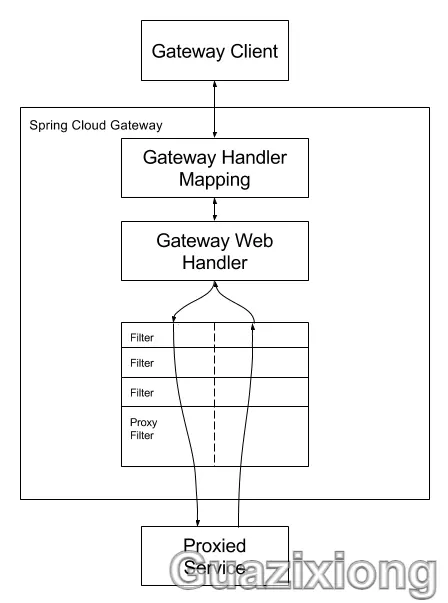 Gateway Client
Spring Cloud Gateway
Gateway Handler
Mapping
Gateway Web
Handler
Filter
Filter
Filter
Proxy
Filter
Proxied
Service
Guazixiong